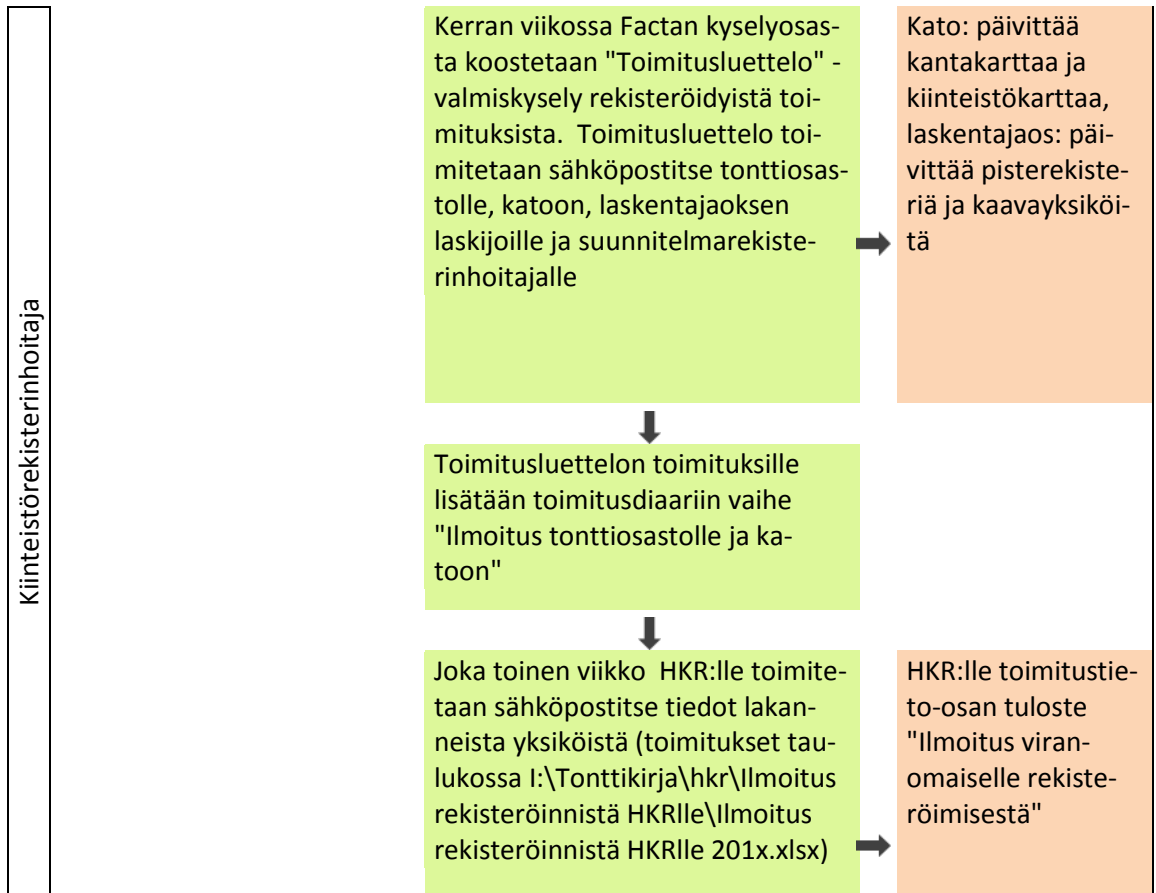 Kiinteistörekisterinhoitaja
Kerran viikossa Factan kyselyosas-
ta koostetaan "Toimitusluettelo" -
valmiskysely rekisteröidyistä toi-
mituksista.  Toimitusluettelo toi-
mitetaan sähköpostitse tonttiosas-
tolle, katoon, laskentajaoksen
laskijoille ja suunnitelmarekiste-
rinhoitajalle
Kato: päivittää
kantakarttaa ja
kiinteistökarttaa,
laskentajaos: päi-
vittää pisterekiste-
riä ja kaavayksiköi-
tä
Toimitusluettelon toimituksille
lisätään toimitusdiaariin vaihe
"Ilmoitus tonttiosastolle ja ka-
toon"
Joka toinen viikko  HKR:lle toimite-
taan sähköpostitse tiedot lakan-
neista yksiköistä (toimitukset tau-
lukossa I:\Tonttikirja\hkr\Ilmoitus
rekisteröinnistä HKRlle\Ilmoitus
rekisteröinnistä HKRlle 201x.xlsx)
HKR:lle toimitustie-
to-osan tuloste
"Ilmoitus viran-
omaiselle rekiste-
röimisestä"